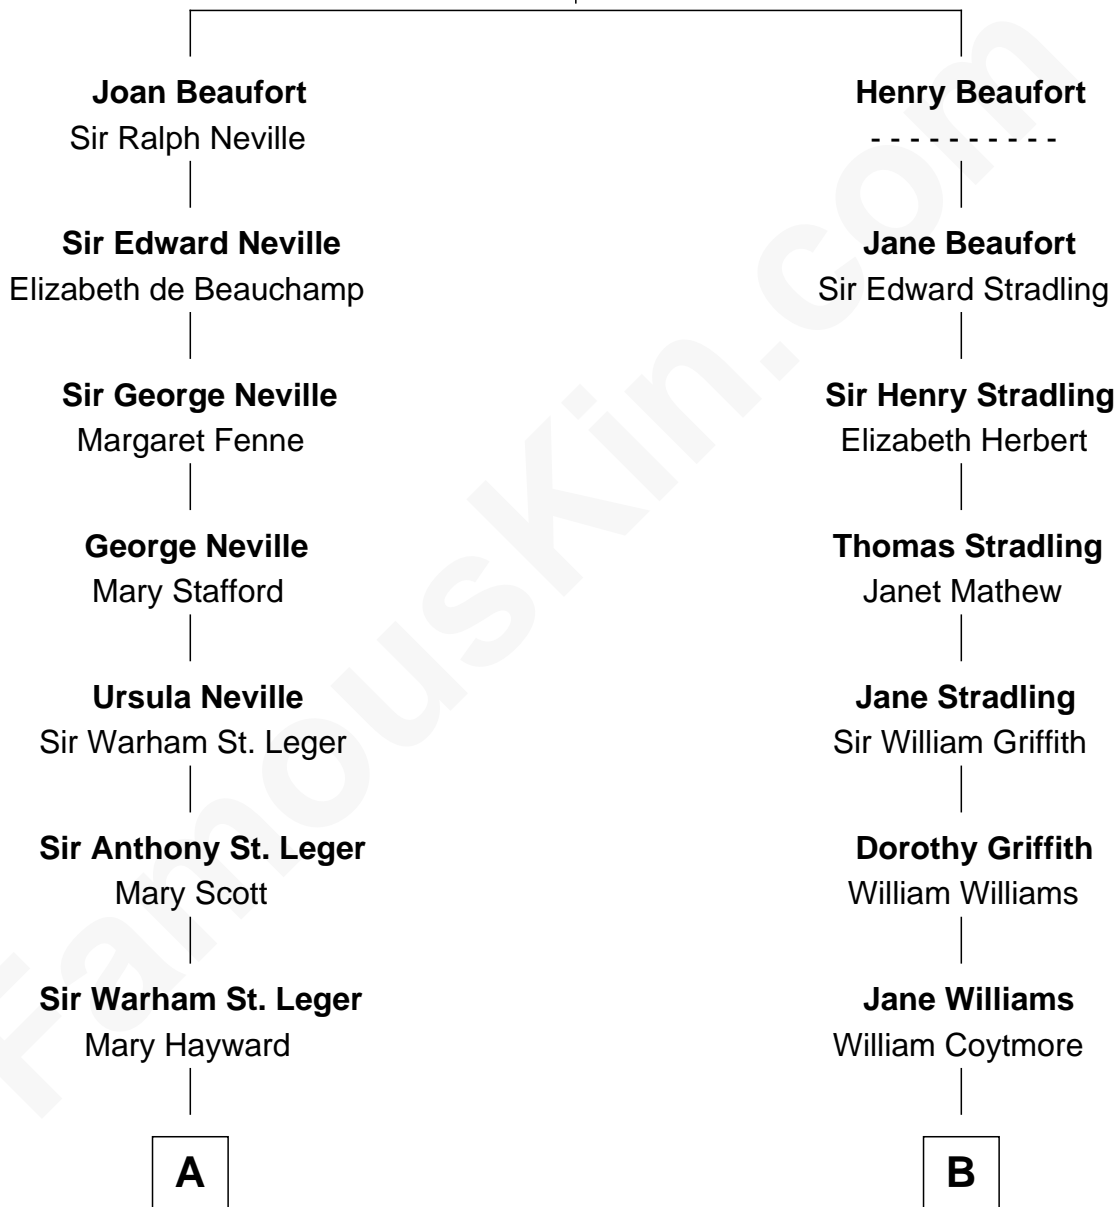 Joan Beaufort
Sir Ralph Neville
Henry Beaufort
- - - - - - - - - -
Sir Edward Neville
Elizabeth de Beauchamp
Jane Beaufort
Sir Edward Stradling
Sir George Neville
Margaret Fenne
Sir Henry Stradling
Elizabeth Herbert
George Neville
Mary Stafford
Thomas Stradling
Janet Mathew
Ursula Neville
Sir Warham St. Leger
Jane Stradling
Sir William Griffith
Sir Anthony St. Leger
Mary Scott
Dorothy Griffith
William Williams
Sir Warham St. Leger
Mary Hayward
Jane Williams
William Coytmore
A
B
FamousKin.com